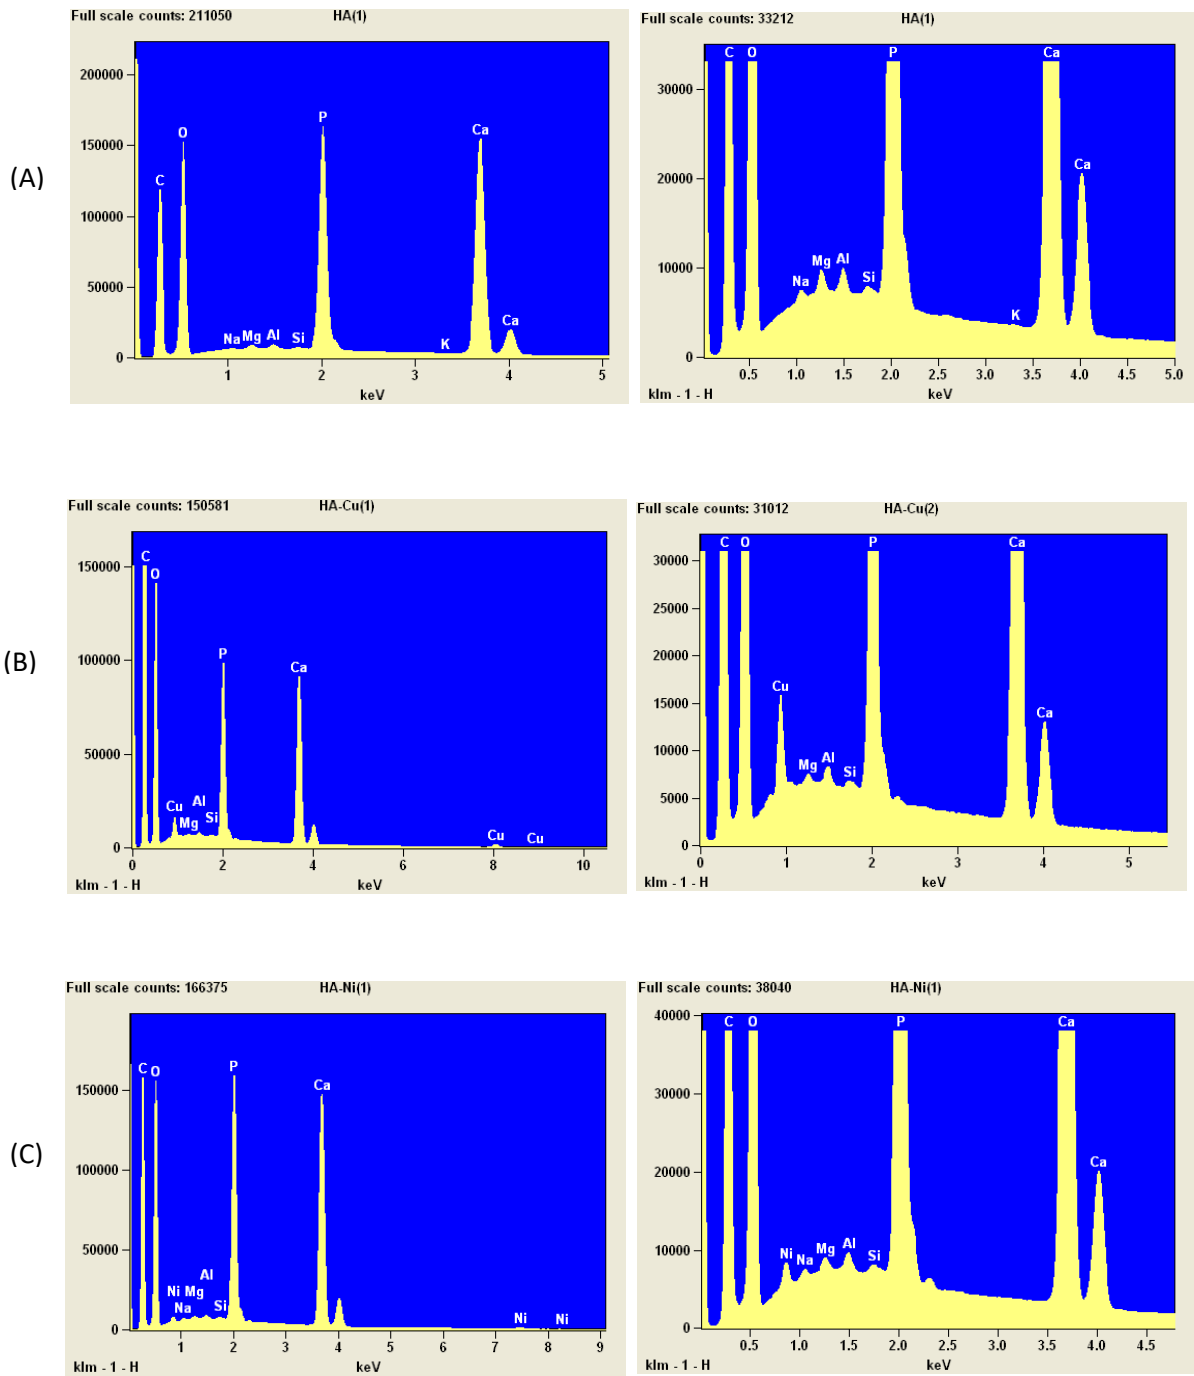 Full scale counts: 211050 HA(1)
200000
150000
100000
50000
0
C
O
Na
Mg
Al
Si
P
K
Ca
Ca
1 2 3 4 5
klm - 1 - H keV
Full scale counts: 33212 HA(1)
30000
20000
10000
0
C
O
Na
Mg
Al
Si
P
K
Ca
Ca
0.5 1.0 1.5 2.0 2.5 3.0 3.5 4.0 4.5 5.0
klm - 1 - H keV
(A)
Full scale counts: 150581 HA-Cu(1)
150000
100000
50000
0
C
O
Cu
Mg
Al
Si
P
Ca
Cu
Cu
0 2 4 6 8 10
klm - 1 - H keV
Full scale counts: 31012 HA-Cu(2)
30000
25000
20000
15000
10000
5000
0
C
O
Cu
Mg
Al
Si
P
Ca
Ca
0 1 2 3 4 5
klm - 1 - H keV
(B)
Full scale counts: 166375 HA-Ni(1)
150000
100000
50000
0
C
O
Ni
Na
Mg
Al
Si
P
Ca
Ni
Ni
1 2 3 4 5 6 7 8 9
klm - 1 - H keV
Full scale counts: 38040 HA-Ni(1)
40000
30000
20000
10000
0
C
O
Ni
Na
Mg
Al
Si
P
Ca
Ca
0.5 1.0 1.5 2.0 2.5 3.0 3.5 4.0 4.5
klm - 1 - H keV
(C)